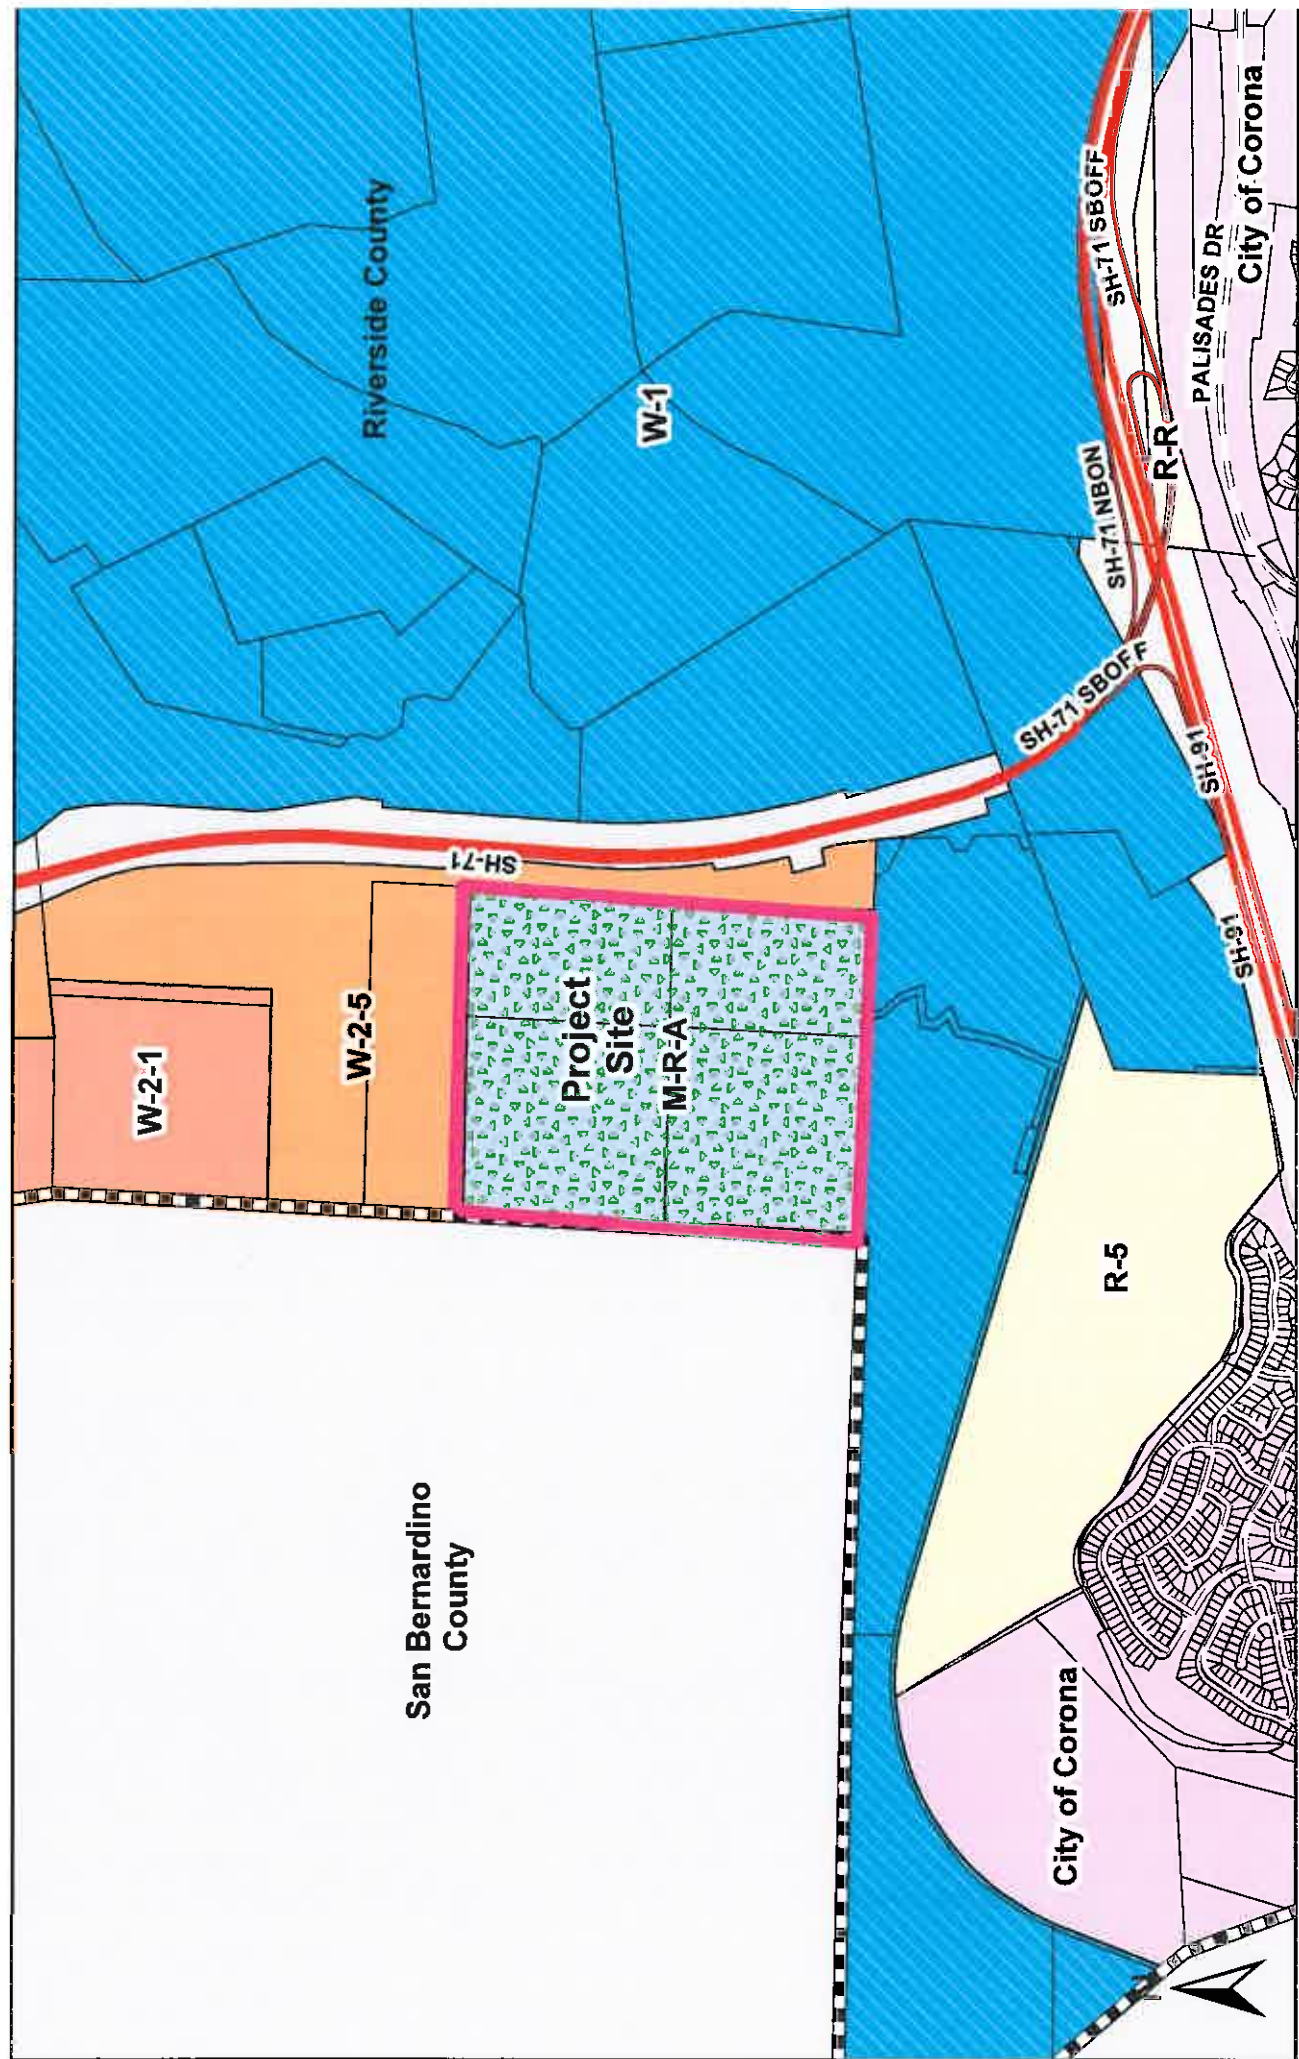 W-2-1
W-2-5
Riverside County
San Bernardino
County
SH-71
Project
Site
M-R-A
W-1
City of Corona
R-5
SH-71 SBOFF
SH-71 NBON
SH-71 SBOFF
R-R
SH-91
SH-91
PALISADES DR
City of Corona